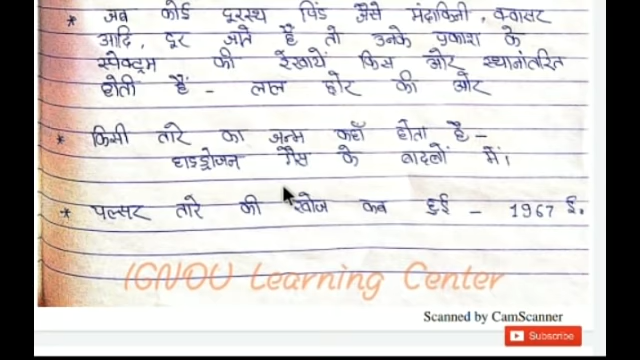 * जब कोई दूरस्थ पिंड जैसे मंदाकिनी, क्वासर
आदि, दूर जाते हैं तो उनके प्रकाश के
स्पेक्ट्रम की रेखायें किस ओर स्थानांतरित
होती हैं - लाल छोर की ओर
* किसी तारे का जन्म कहाँ होता है -
हाइड्रोजन गैस के बादलों में।
* पल्सर तारे की खोज कब हुई - 1967 ई.
IGNOU Learning Center
Scanned by CamScanner
Subscribe